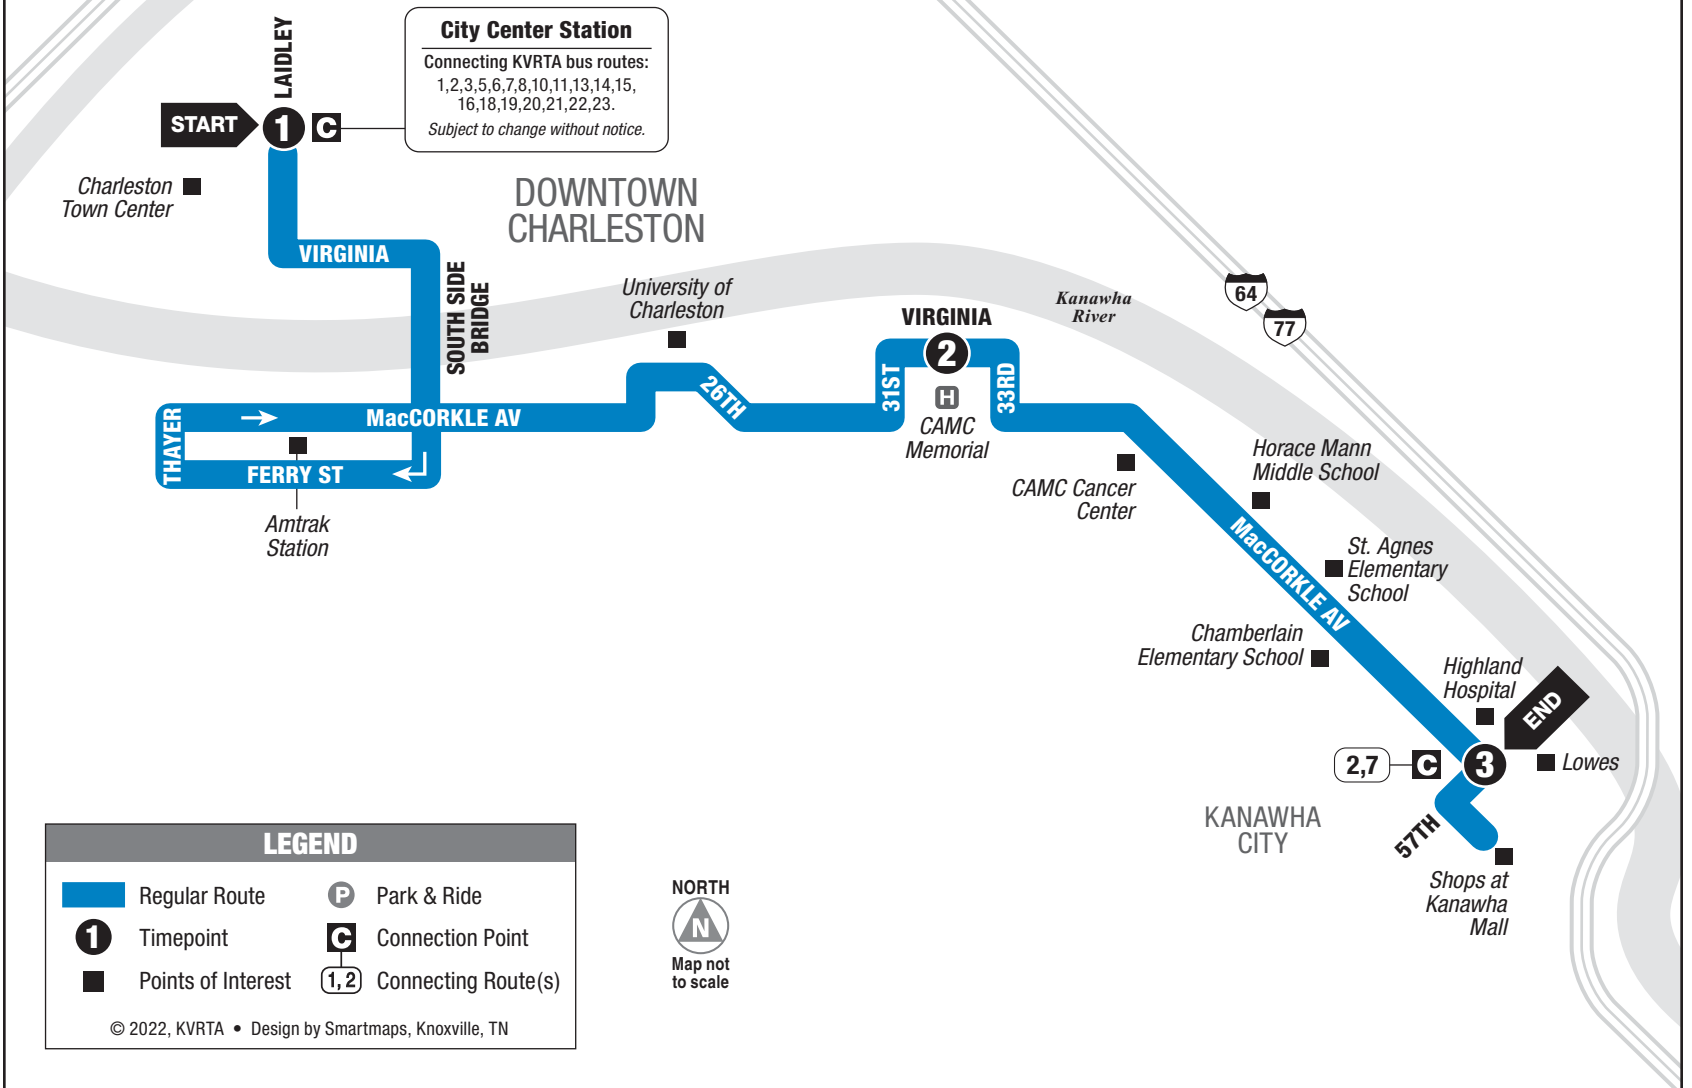 City Center Station
Connecting KVRTA bus routes:
1,2,3,5,6,7,8,10,11,13,14,15,
16,18,19,20,21,22,23.
Subject to change without notice.
LAIDLEY
START
1
C
Charleston
Town Center
DOWNTOWN
CHARLESTON
VIRGINIA
SOUTH SIDE
BRIDGE
University of
Charleston
Kanawha
River
64
77
VIRGINIA
2
31ST
33RD
26TH
H
CAMC
Memorial
THAYER
MacCORKLE AV
FERRY ST
Amtrak
Station
CAMC Cancer
Center
Horace Mann
Middle School
MacCORKLE AV
St. Agnes
Elementary
School
Chamberlain
Elementary School
Highland
Hospital
END
2,7
C
3
Lowes
KANAWHA
CITY
57TH
Shops at
Kanawha
Mall
LEGEND
Regular Route
P
Park & Ride
1
Timepoint
C
Connection Point
Points of Interest
1,2
Connecting Route(s)
© 2022, KVRTA • Design by Smartmaps, Knoxville, TN
NORTH
N
Map not
to scale